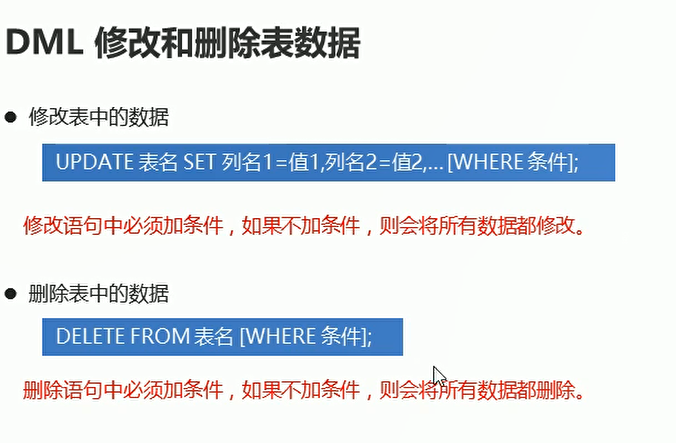 DML 修改和删除表数据
● 修改表中的数据
UPDATE 表名 SET 列名1=值1,列名2=值2,... [WHERE 条件];
修改语句中必须加条件，如果不加条件，则会将所有数据都修改。
● 删除表中的数据
DELETE FROM 表名 [WHERE 条件];
删除语句中必须加条件，如果不加条件，则会将所有数据都删除。